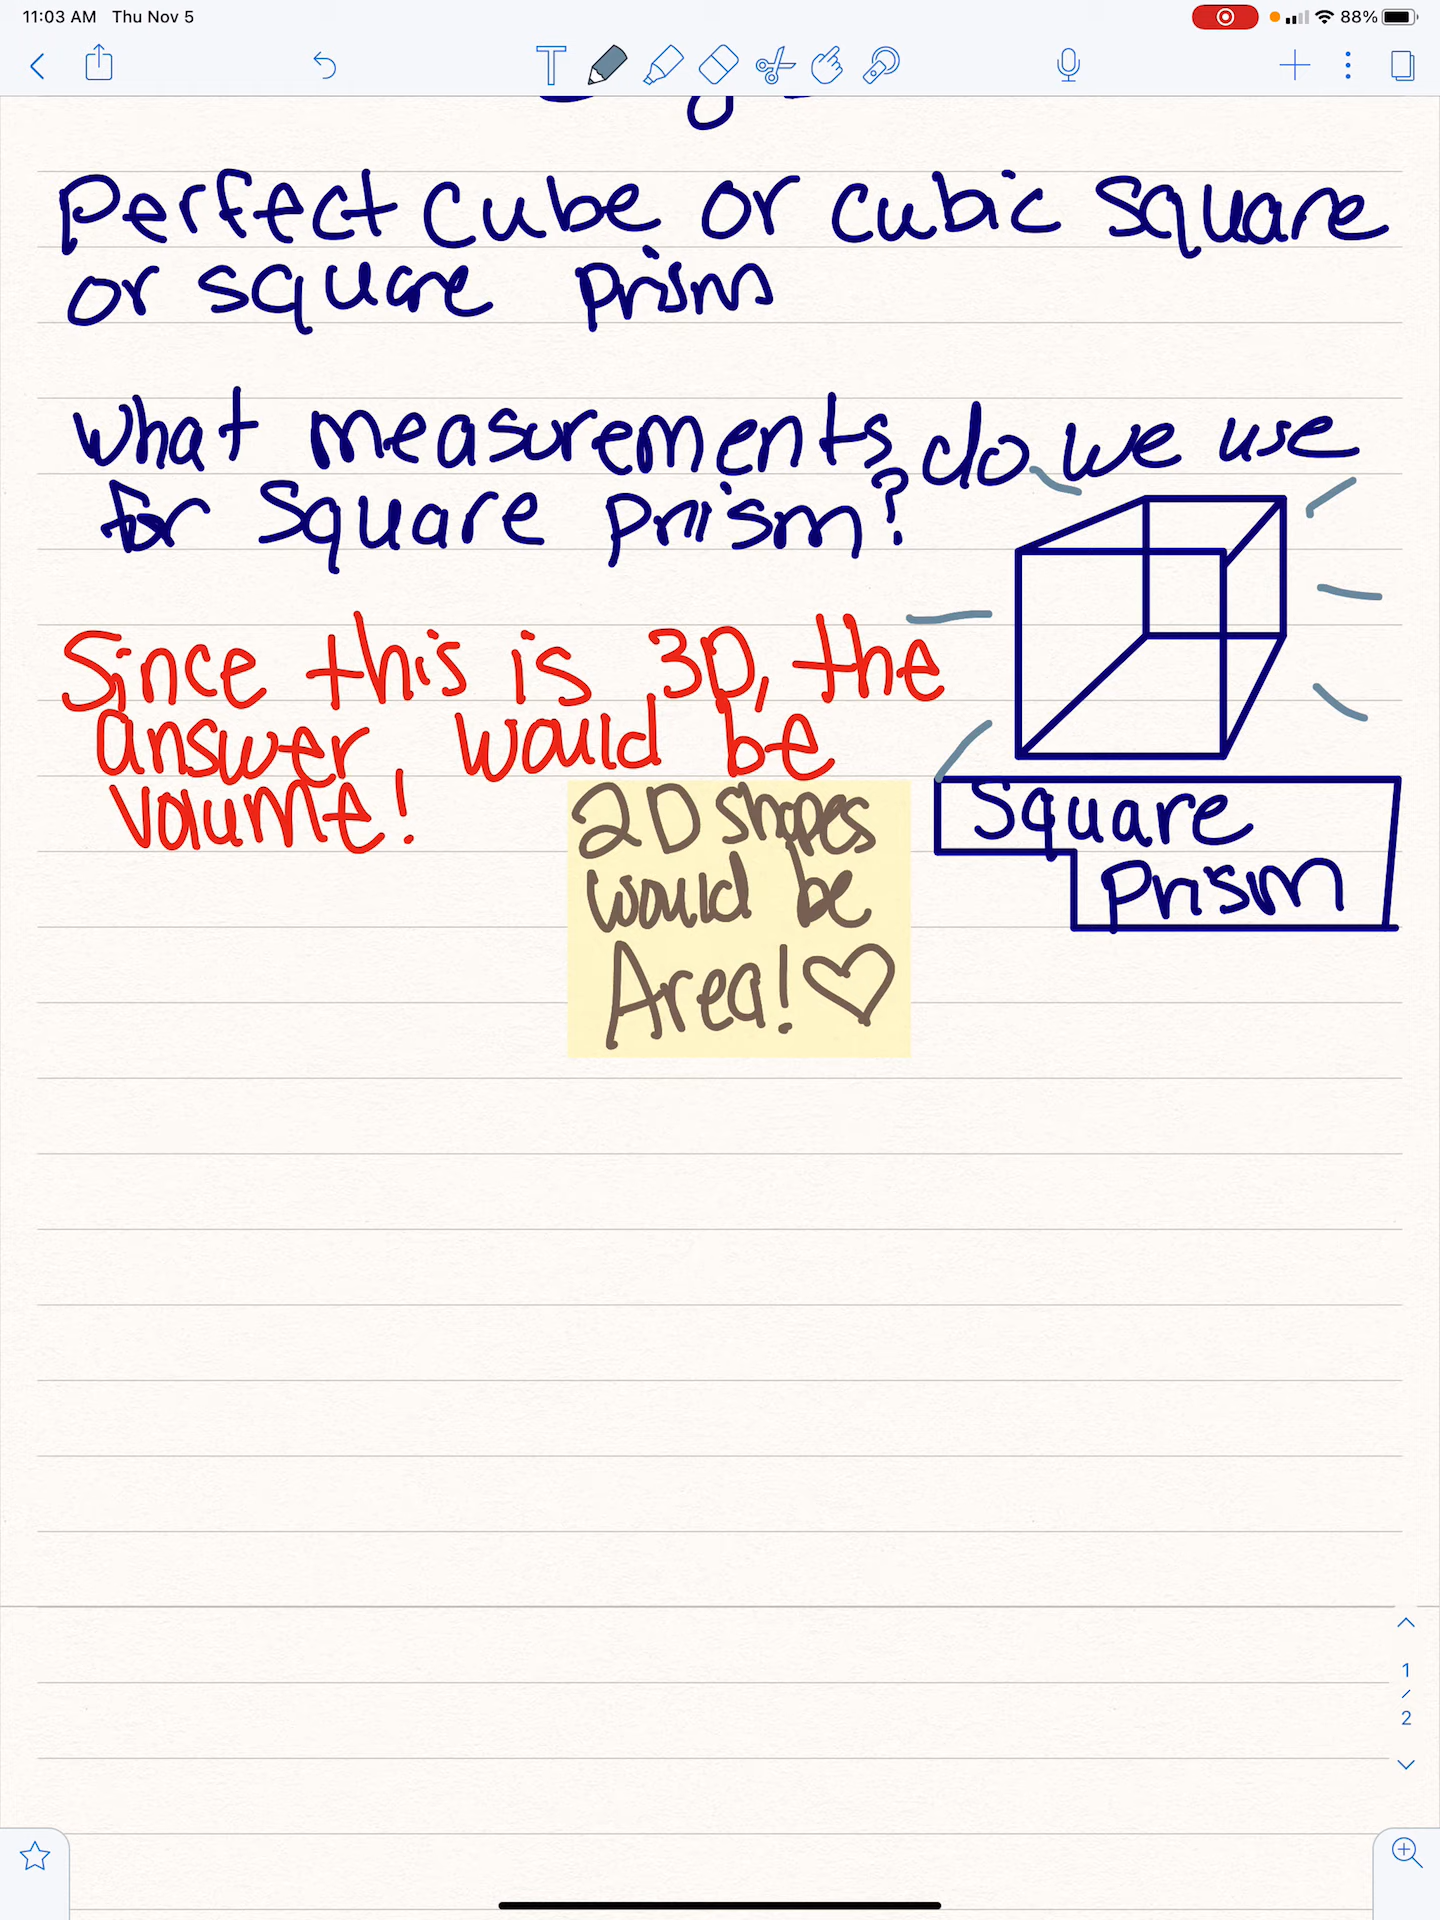 11:03 AM Thu Nov 5
88%
Perfect cube or cubic square
or square prism
What measurements do we use
for Square prism?
Since this is 3D, the
answer would be
volume!
2D shapes
would be
Area!
Square
Prism
1
/
2